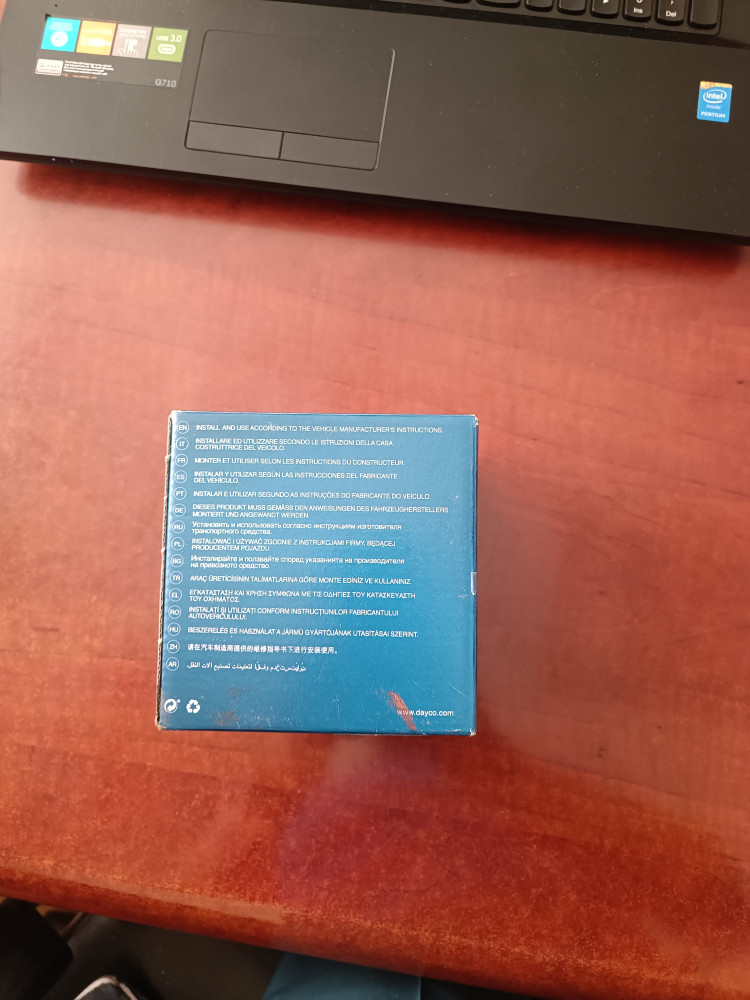 USB 3.0
G710
intel
inside
PENTIUM
Ins
Del
EN INSTALL AND USE ACCORDING TO THE VEHICLE MANUFACTURER'S INSTRUCTIONS.
IT INSTALLARE ED UTILIZZARE SECONDO LE ISTRUZIONI DELLA CASA
COSTRUTTRICE DEL VEICOLO.
FR MONTER ET UTILISER SELON LES INSTRUCTIONS DU CONSTRUCTEUR.
ES INSTALAR Y UTILIZAR SEGÚN LAS INSTRUCCIONES DEL FABRICANTE
DEL VEHÍCULO.
PT INSTALAR E UTILIZAR SEGUNDO AS INSTRUÇÕES DO FABRICANTE DO VEICULO.
DE DIESES PRODUKT MUSS GEMÄSS DEN ANWEISUNGEN DES FAHRZEUGHERSTELLERS
MONTIERT UND ANGEWANDT WERDEN.
RU Установить и использовать согласно инструкциям изготовителя
транспортного средства.
PL INSTALOWAĆ I UŻYWAĆ ZGODNIE Z INSTRUKCJAMI FIRMY, BĘDĄCEJ
PRODUCENTEM POJAZDU.
BG Инсталирайте и ползвайте според указанията на производителя
на превозното средство.
TR ARAÇ ÜRETİCİSİNİN TALİMATLARINA GÖRE MONTE EDİNİZ VE KULLANINIZ.
EL ΕΓΚΑΤΑΣΤΑΣΗ ΚΑΙ ΧΡΗΣΗ ΣΥΜΦΩΝΑ ΜΕ ΤΙΣ ΟΔΗΓΙΕΣ ΤΟΥ ΚΑΤΑΣΚΕΥΑΣΤΗ
ΤΟΥ ΟΧΗΜΑΤΟΣ.
RO INSTALATI ŞI UTILIZATI CONFORM INSTRUCŢIUNILOR FABRICANTULUI
AUTOVEHICULULUI.
HU BESZERELÉS ÉS HASZNÁLAT A JÁRMŰ GYÁRTÓJÁNAK UTASÍTÁSAI SZERINT.
ZH 请在汽车制造商提供的维修指导书下进行安装使用。
AR لتعليمات تصنيع آلات النقل
www.dayco.com